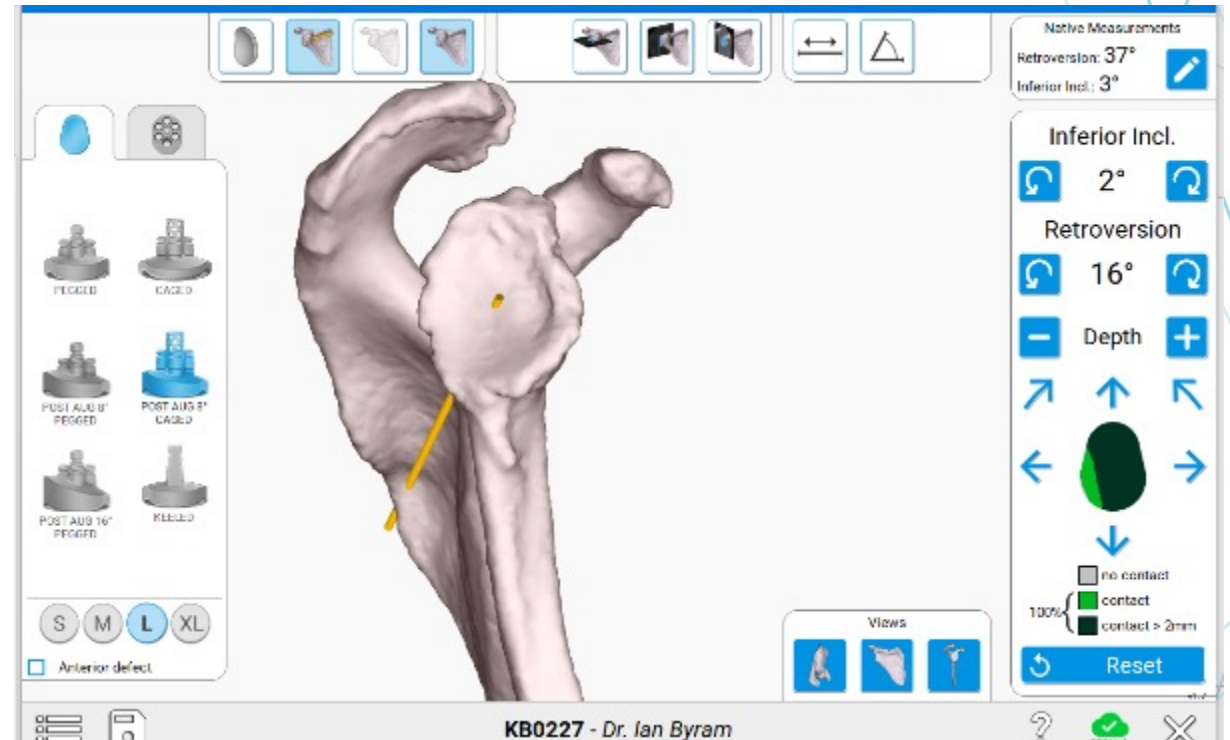 Native Measurements
Retroversion: 37°
Inferior Incl.: 3°
Inferior Incl.
2°
Retroversion
16°
Depth
PEGGED
CAGED
POST AUG 8°
PEGGED
POST AUG 8°
CAGED
POST AUG 16°
PEGGED
KEELED
S M L XL
Anterior defect
no contact
100%
contact
contact > 2mm
Views
Reset
KB0227 - Dr. Ian Byram